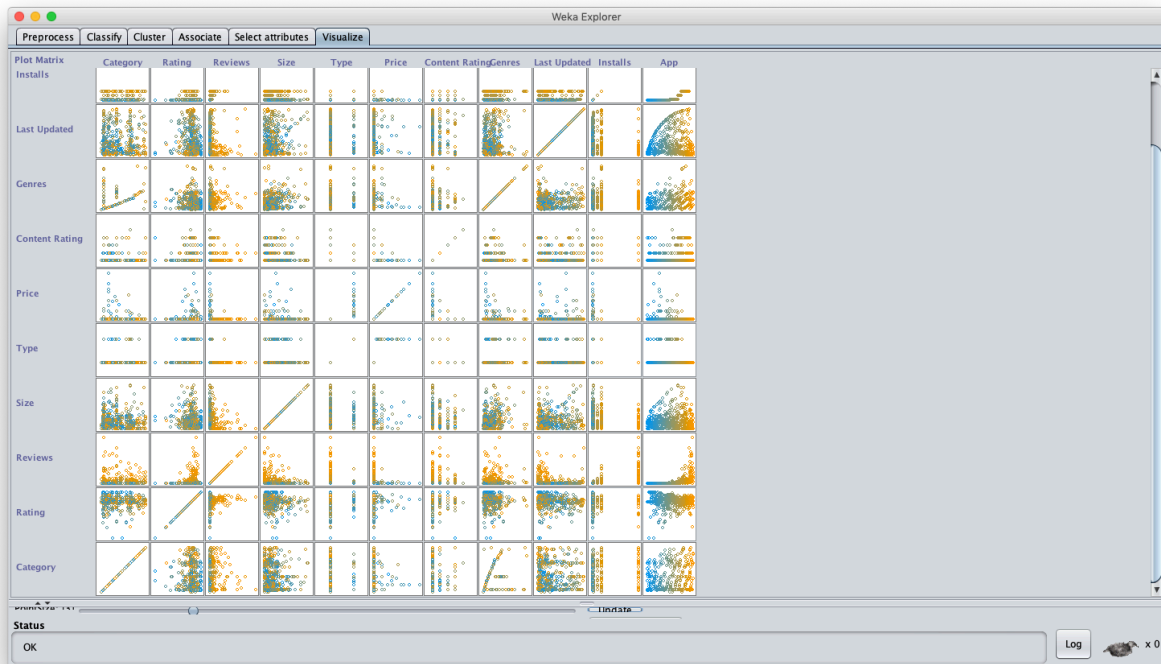 Weka Explorer
Preprocess Classify Cluster Associate Select attributes Visualize
Plot Matrix Category Rating Reviews Size Type Price Content Rating Genres Last Updated Installs App
Installs
Last Updated
Genres
Content Rating
Price
Type
Size
Reviews
Rating
Category
Update
Status
OK
Log
x 0